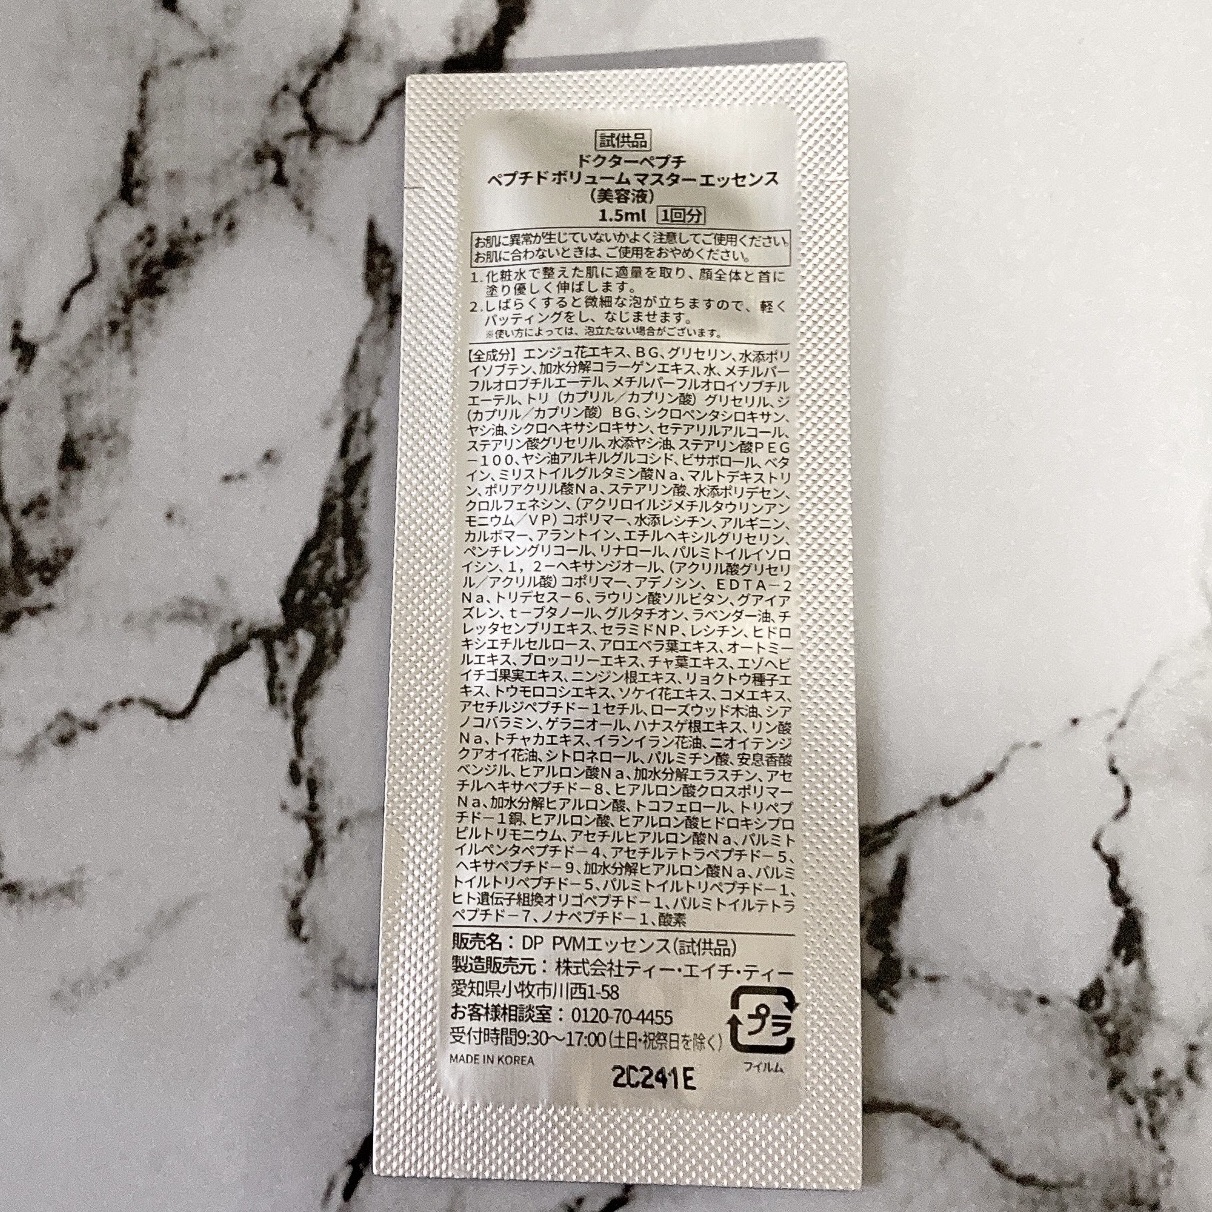 試供品
ドクターペプチ
ペプチドボリュームマスターエッセンス
（美容液）
1.5ml 1回分
お肌に異常が生じていないかよく注意してご使用ください。
お肌に合わないときは、ご使用をおやめください。
1.化粧水で整えた肌に適量を取り、顔全体と首に
塗り優しく伸ばします。
2.しばらくすると微細な泡が立ちますので、軽く
パッティングをし、なじませます。
※使い方によっては、泡立たない場合がございます。
【全成分】エンジュ花エキス、BG、グリセリン、水添ポリ
イソブテン、加水分解コラーゲンエキス、水、メチルパー
フルオロブチルエーテル、メチルパーフルオロイソブチル
エーテル、トリ（カプリル／カプリン酸）グリセリル、ジ
（カプリル／カプリン酸）BG、シクロペンタシロキサン、
ヤシ油、シクロヘキサシロキサン、セテアリルアルコール、
ステアリン酸グリセリル、水添ヤシ油、ステアリン酸PEG
－100、ヤシ油アルキルグルコシド、ビサボロール、ベタ
イン、ミリストイルグルタミン酸Na、マルトデキストリ
ン、ポリアクリル酸Na、ステアリン酸、水添ポリデセン、
クロルフェネシン、（アクリロイルジメチルタウリンアン
モニウム／VP）コポリマー、水添レシチン、アルギニン、
カルボマー、アラントイン、エチルヘキシルグリセリン、
ペンチレングリコール、リナロール、パルミトイルイソロ
イシン、1，2－ヘキサンジオール、（アクリル酸グリセリ
ル／アクリル酸）コポリマー、アデノシン、EDTA－2
Na、トリデセス－6、ラウリン酸ソルビタン、グアイア
ズレン、t－ブタノール、グルタチオン、ラベンダー油、チ
レッタセンブリエキス、セラミドNP、レシチン、ヒドロ
キシエチルセルロース、アロエベラ葉エキス、オートミー
ルエキス、ブロッコリーエキス、チャ葉エキス、エゾヘビ
イチゴ果実エキス、ニンジン根エキス、リョクトウ種子エ
キス、トウモロコシエキス、ソケイ花エキス、コメエキス、
アセチルジペプチド－1セチル、ローズウッド木油、シア
ノコバラミン、ゲラニオール、ハナスゲ根エキス、リン酸
Na、トチャカエキス、イランイラン花油、ニオイテンジ
クアオイ花油、シトロネロール、パルミチン酸、安息香酸
ベンジル、ヒアルロン酸Na、加水分解エラスチン、アセ
チルヘキサペプチド－8、ヒアルロン酸クロスポリマー
Na、加水分解ヒアルロン酸、トコフェロール、トリペプ
チド－1銅、ヒアルロン酸、ヒアルロン酸ヒドロキシプロ
ピルトリモニウム、アセチルヒアルロン酸Na、パルミト
イルペンタペプチド－4、アセチルテトラペプチド－5、
ヘキサペプチド－9、加水分解ヒアルロン酸Na、パルミ
トイルトリペプチド－5、パルミトイルトリペプチド－1、
ヒト遺伝子組換オリゴペプチド－1、パルミトイルテトラ
ペプチド－7、ノナペプチド－1、酸素
販売名：DP PVMエッセンス（試供品）
製造販売元：株式会社ティー・エイチ・ティー
愛知県小牧市川西1-58
お客様相談室：0120-70-4455
受付時間9:30～17:00（土日・祝祭日を除く）
MADE IN KOREA
プラ
フイルム
2C241E